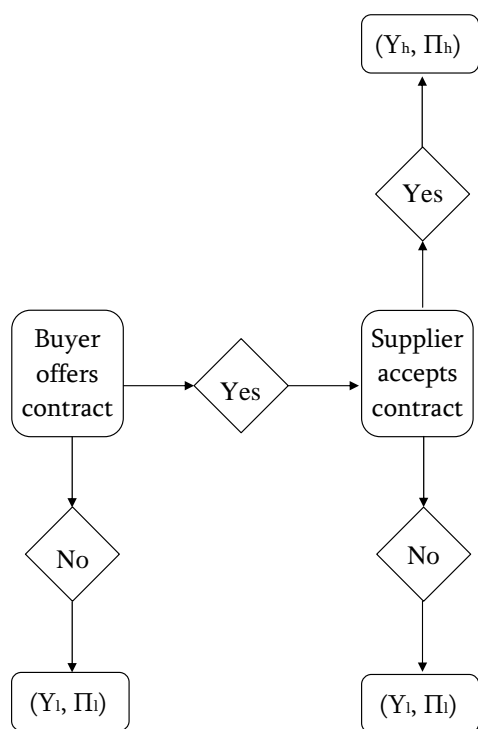 (Yh, Πh)
Yes
Buyer
offers
contract
Yes
Supplier
accepts
contract
No
No
(Yl, Πl)
(Yl, Πl)